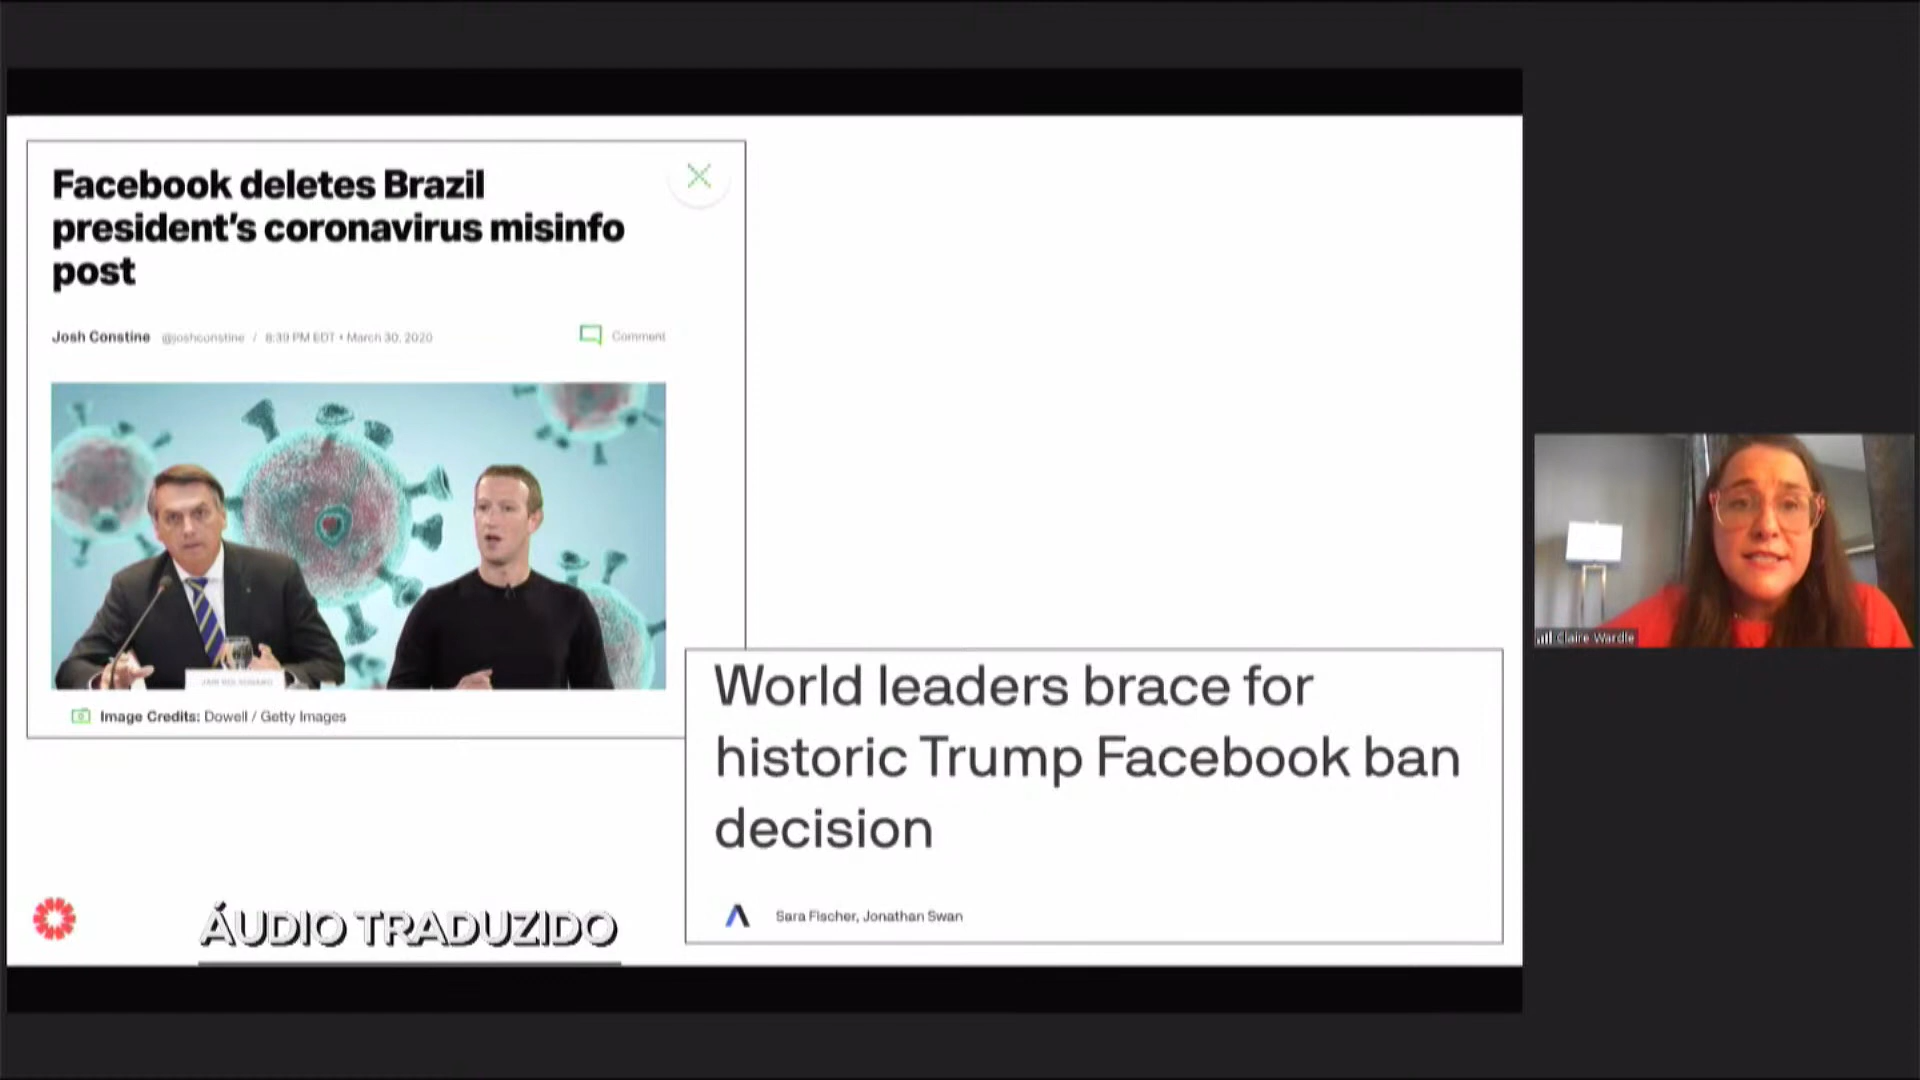 Facebook deletes Brazil
president's coronavirus misinfo
post
Josh Constine @joshconstine / 8:39 PM EDT • March 30, 2020
Comment
JAIR BOLSONARO
Image Credits: Dowell / Getty Images
World leaders brace for
historic Trump Facebook ban
decision
Sara Fischer, Jonathan Swan
ÁUDIO TRADUZIDO
Claire Wardle